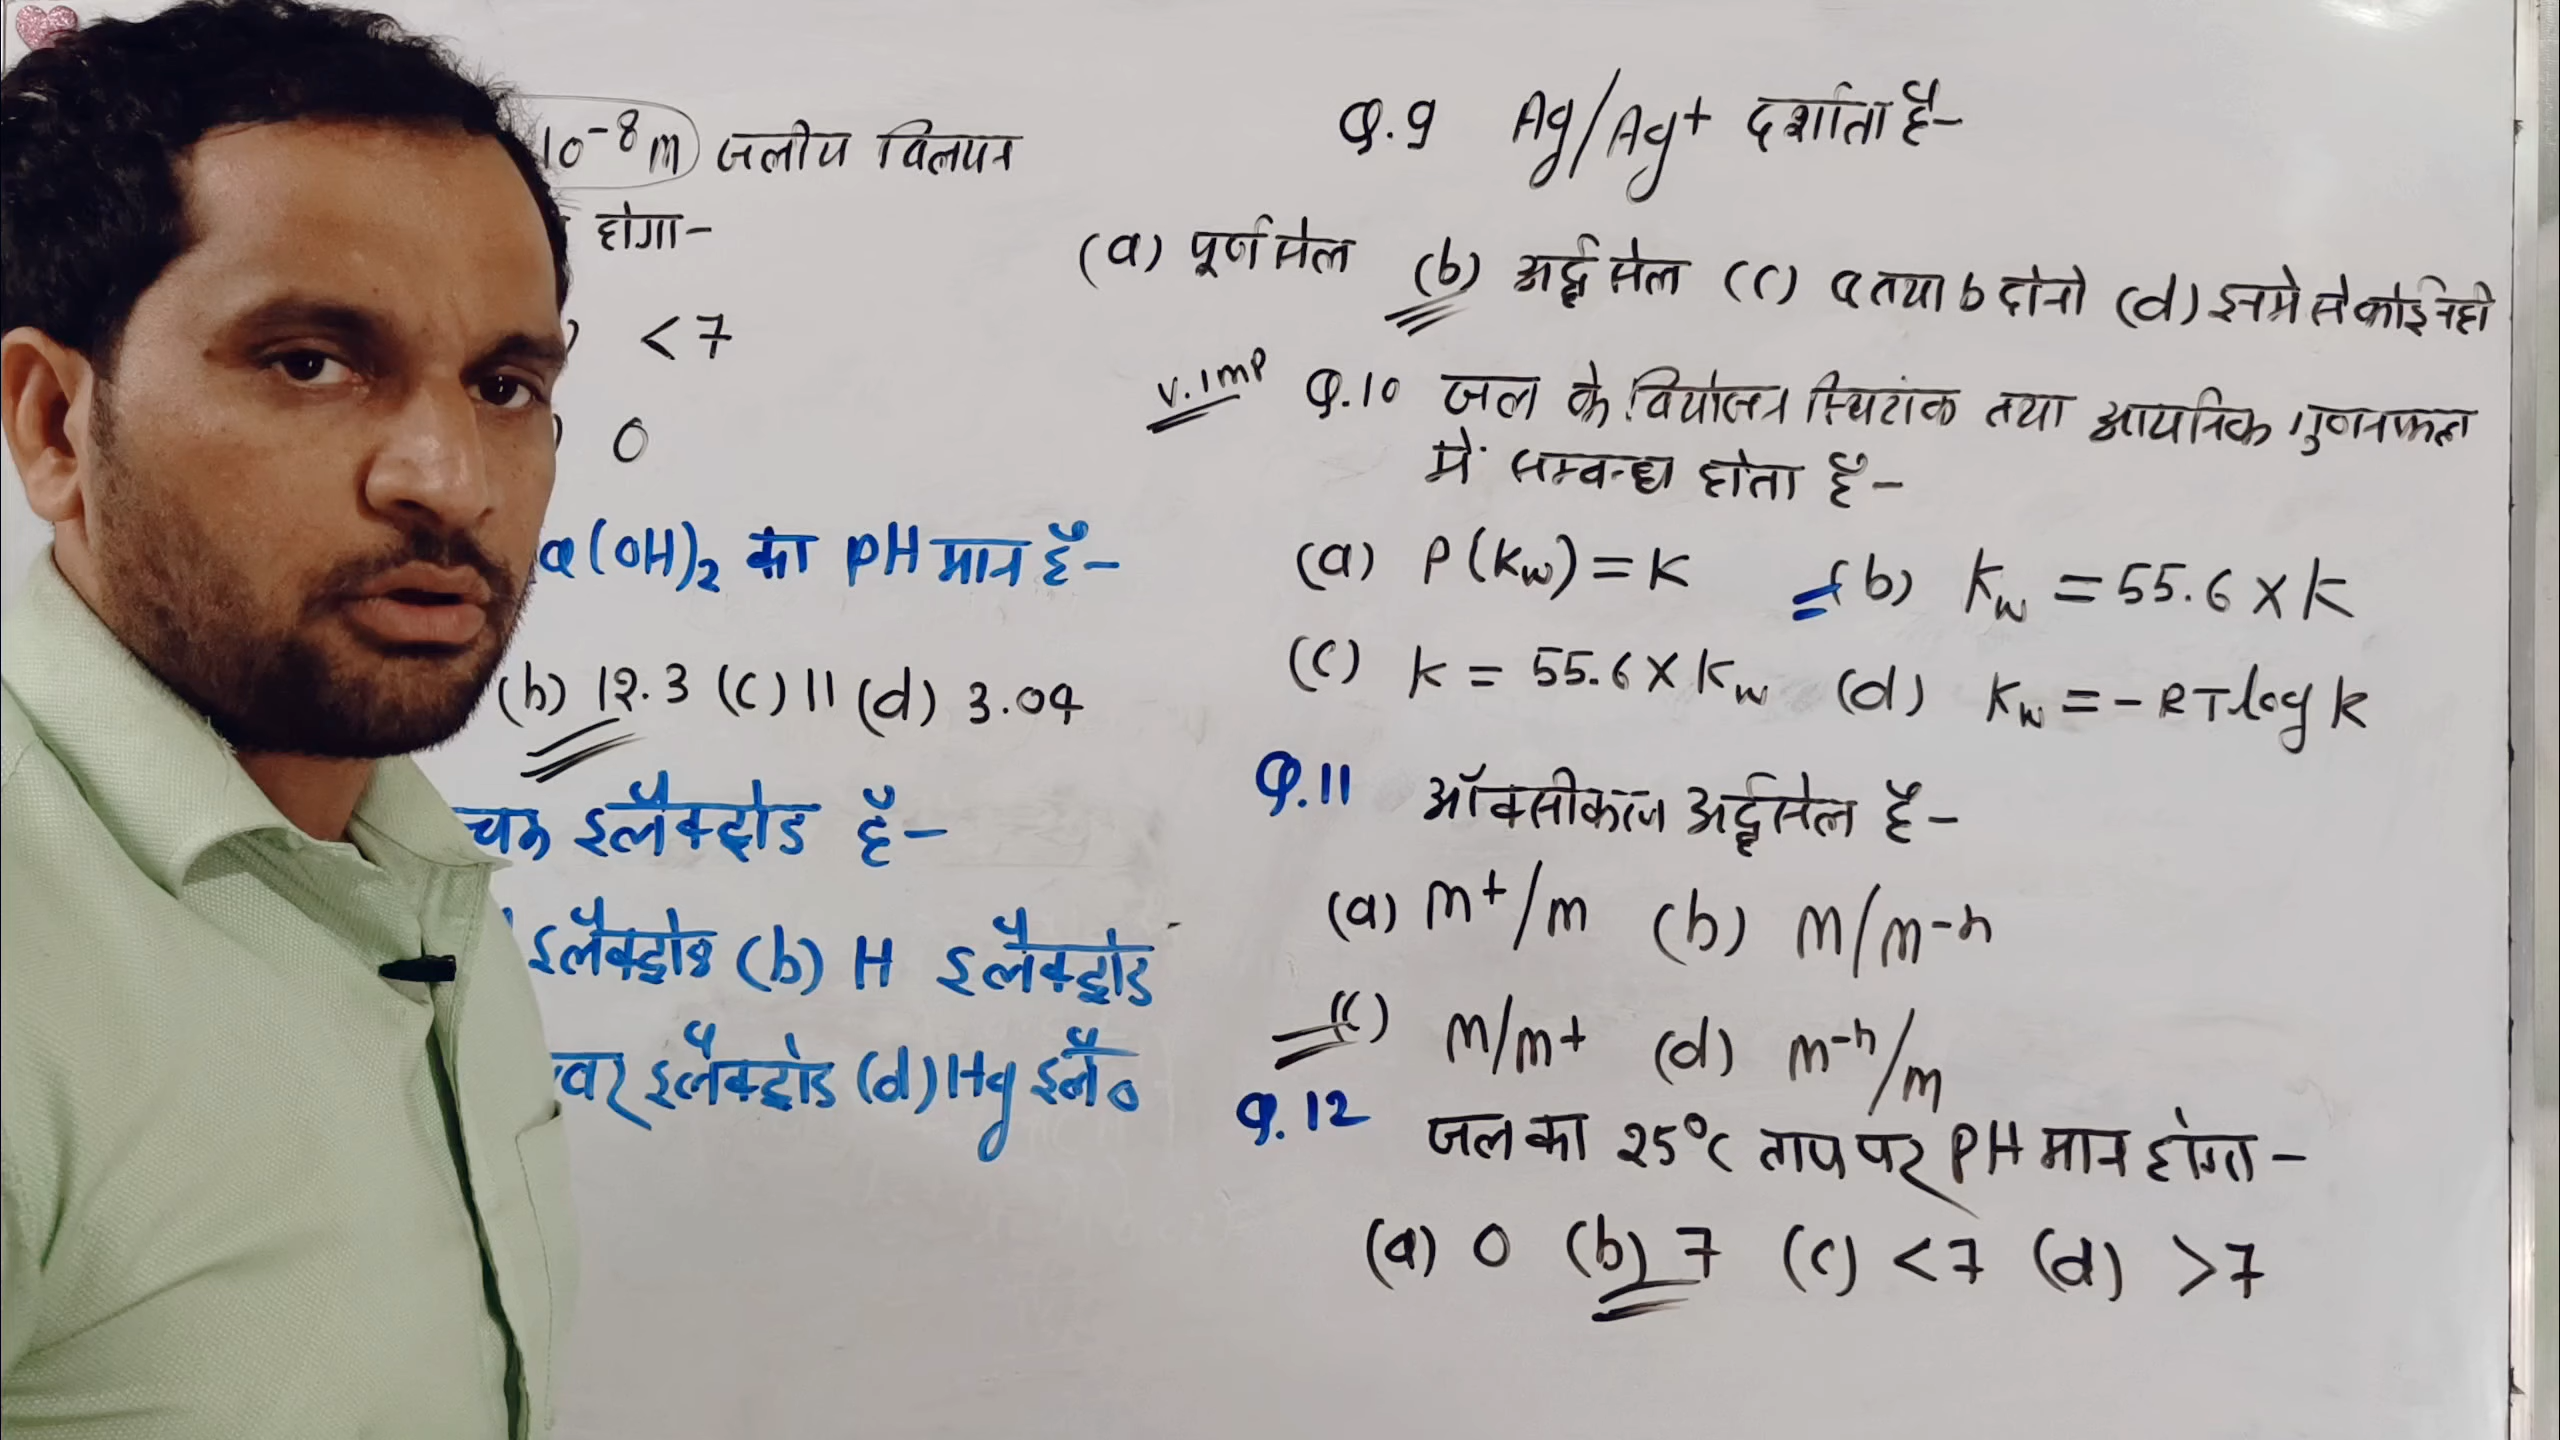 10⁻⁸m जलीय विलयन
होगा-
<7
0
a(OH)₂ का pH मान है-
(b) 12.3 (c) 11 (d) 3.04
इलैक्ट्रोड है-
इलैक्ट्रोड (b) H इलैक्ट्रोड
इलैक्ट्रोड (d) Hg इलै०
Q.9 Ag/Ag+ दर्शाता है-
(a) पूर्ण सेल (b) अर्द्ध सेल (c) a तथा b दोनो (d) इनमे से कोई नही
V.Imp Q.10 जल के वियोजन स्थिरांक तथा आयनिक गुणनफल
में सम्बन्ध होता है-
(a) P(Kw) = K (b) Kw = 55.6 × K
(c) K = 55.6 × Kw (d) Kw = - RT log K
Q.11 ऑक्सीकरण अर्द्धसेल है-
(a) m+/m (b) m/m⁻ⁿ
(c) m/m+ (d) m⁻ⁿ/m
Q.12 जल का 25°C ताप पर PH मान होगा-
(a) 0 (b) 7 (c) <7 (d) >7